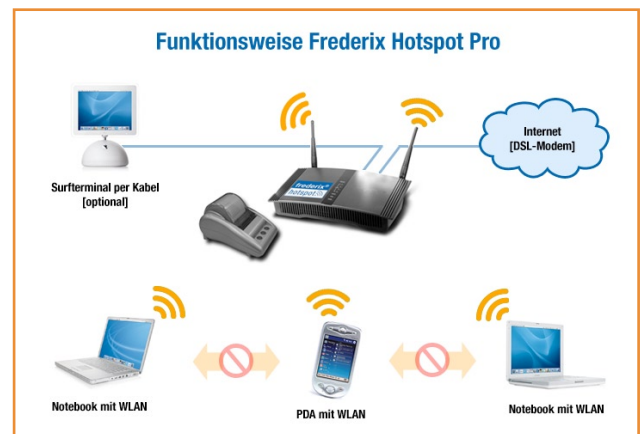 Funktionsweise Frederix Hotspot Pro
Internet
[DSL-Modem]
Surfterminal per Kabel
[optional]
frederix
hotspot
Notebook mit WLAN
PDA mit WLAN
Notebook mit WLAN